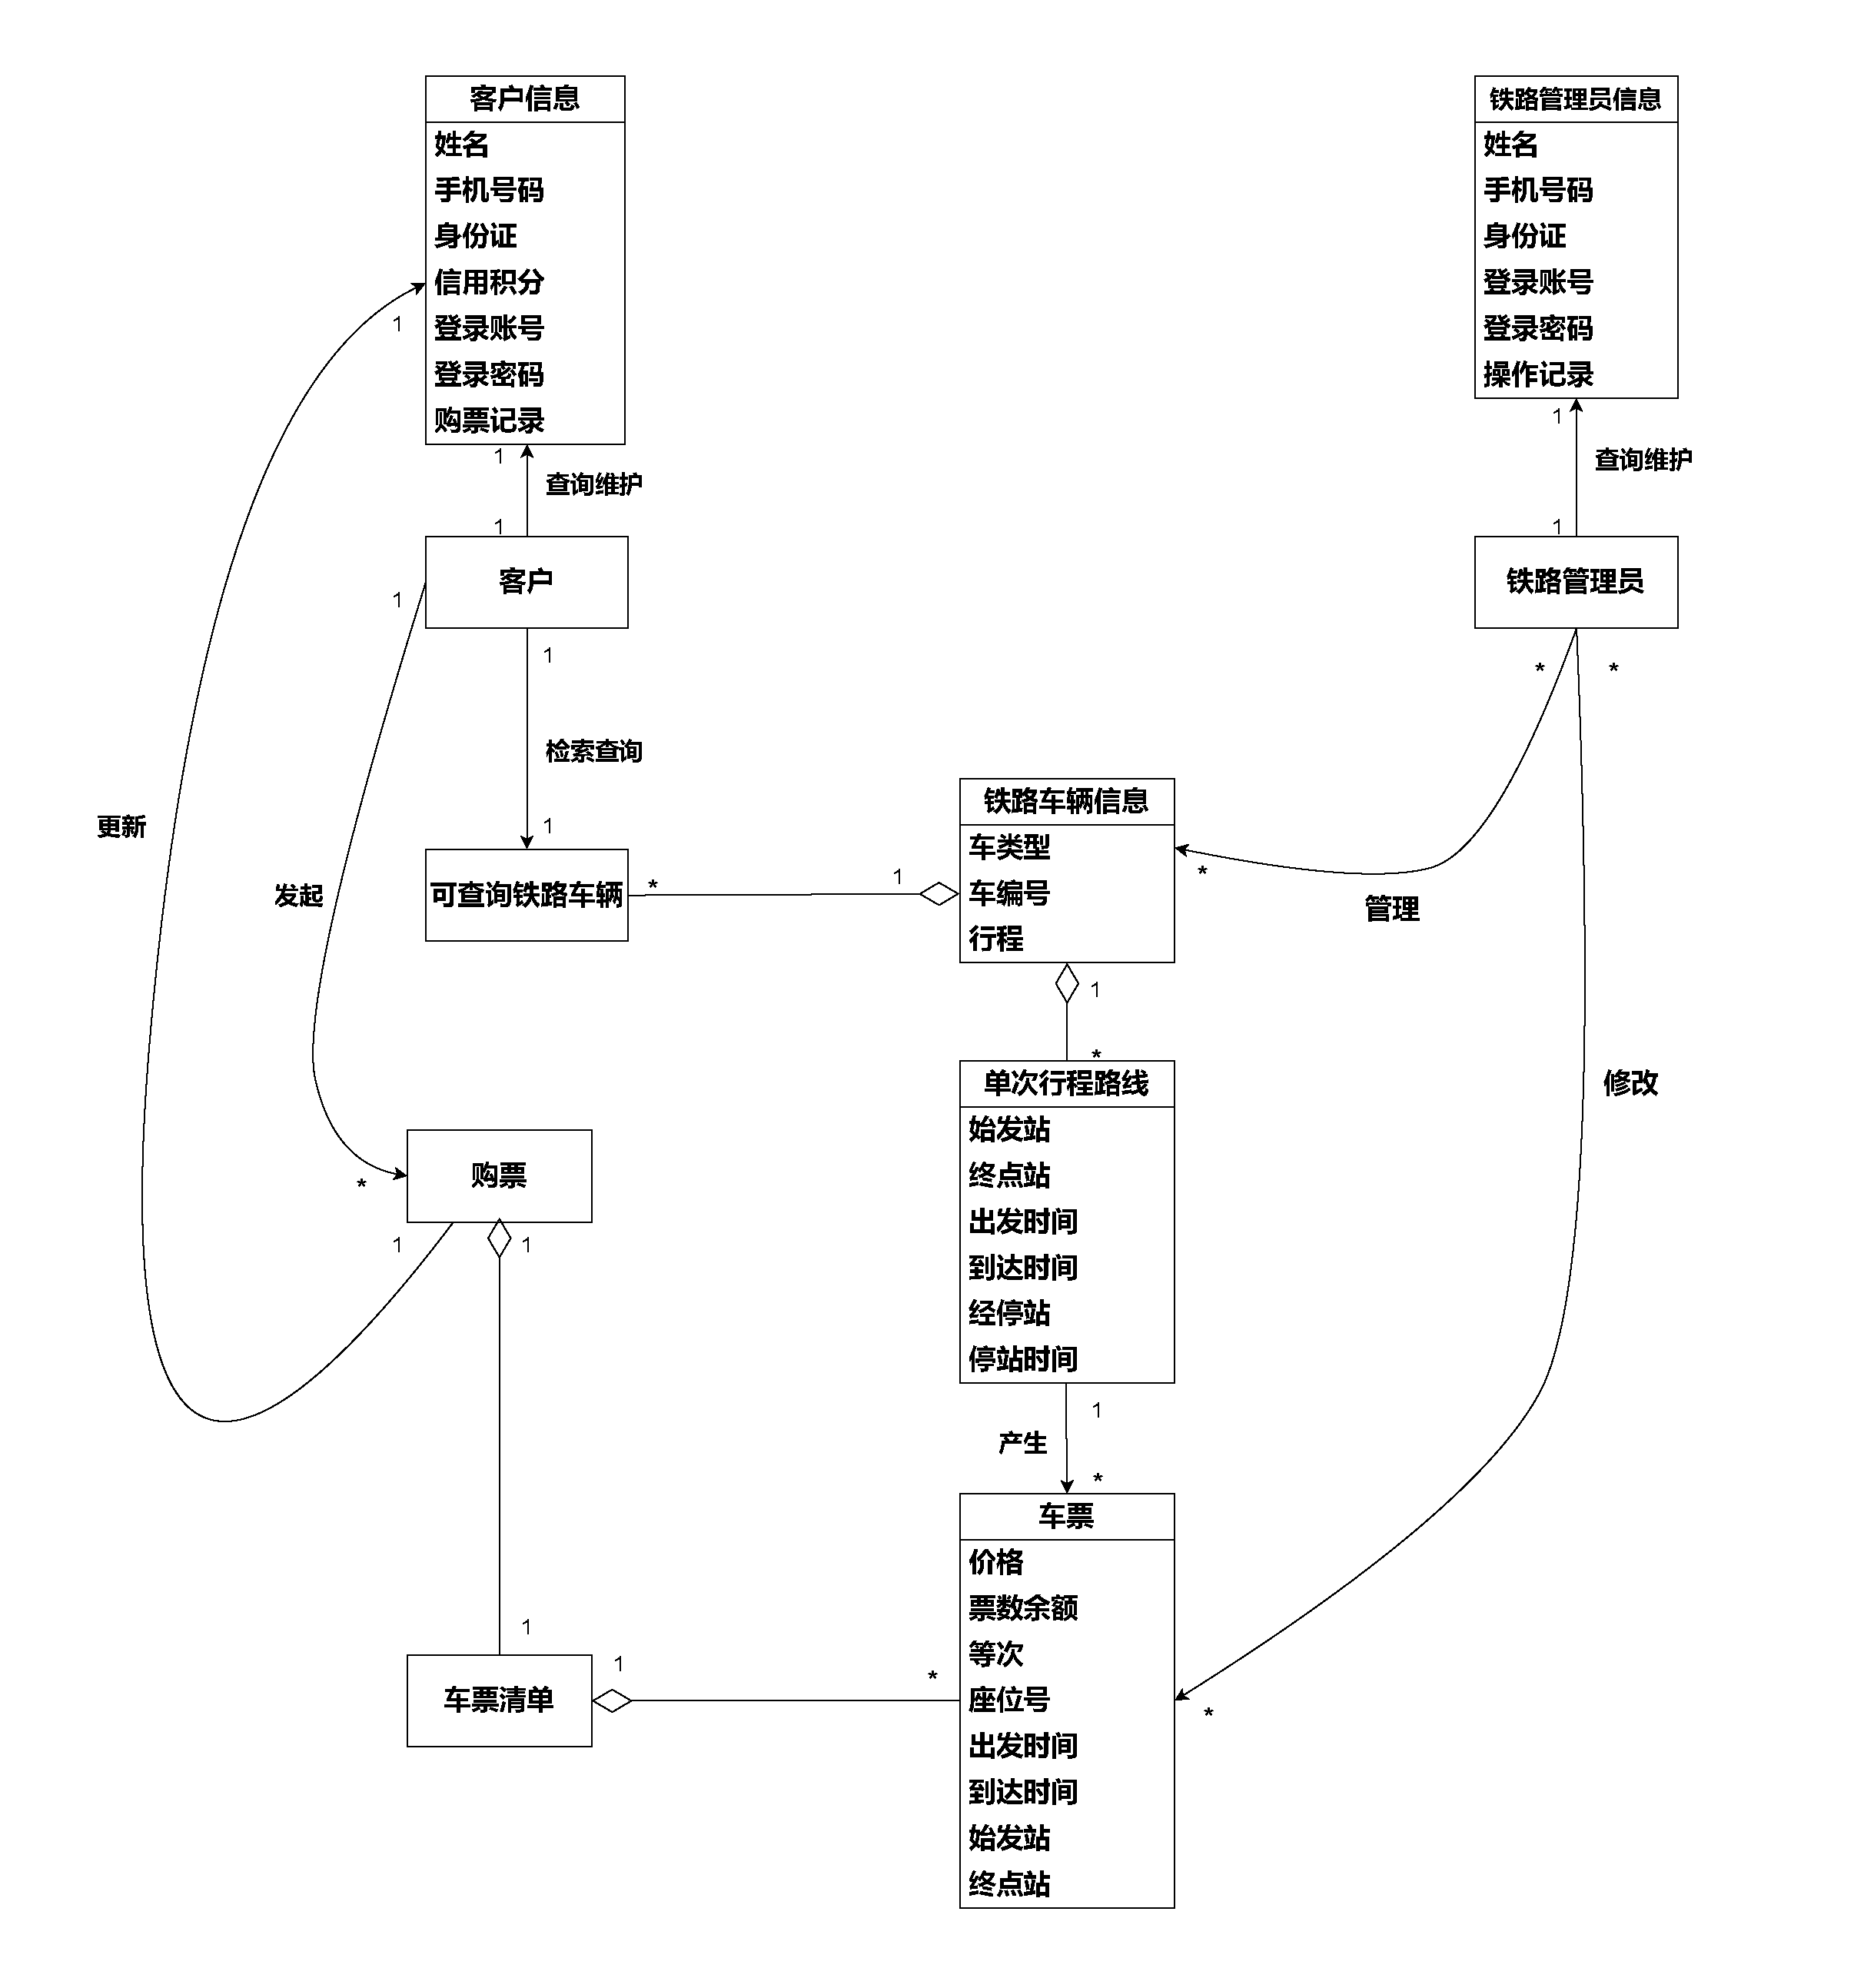 客户信息
姓名
手机号码
身份证
信用积分
登录账号
登录密码
购票记录
铁路管理员信息
姓名
手机号码
身份证
登录账号
登录密码
操作记录
1
1
查询维护
1
1
查询维护
1
1
客户
铁路管理员
1
1
*
*
检索查询
1
更新
发起
可查询铁路车辆
*
1
铁路车辆信息
车类型
车编号
行程
*
管理
1
*
修改
单次行程路线
始发站
终点站
出发时间
到达时间
经停站
停站时间
购票
*
1
1
1
产生
*
车票
价格
票数余额
等次
座位号
出发时间
到达时间
始发站
终点站
1
车票清单
1
*
*